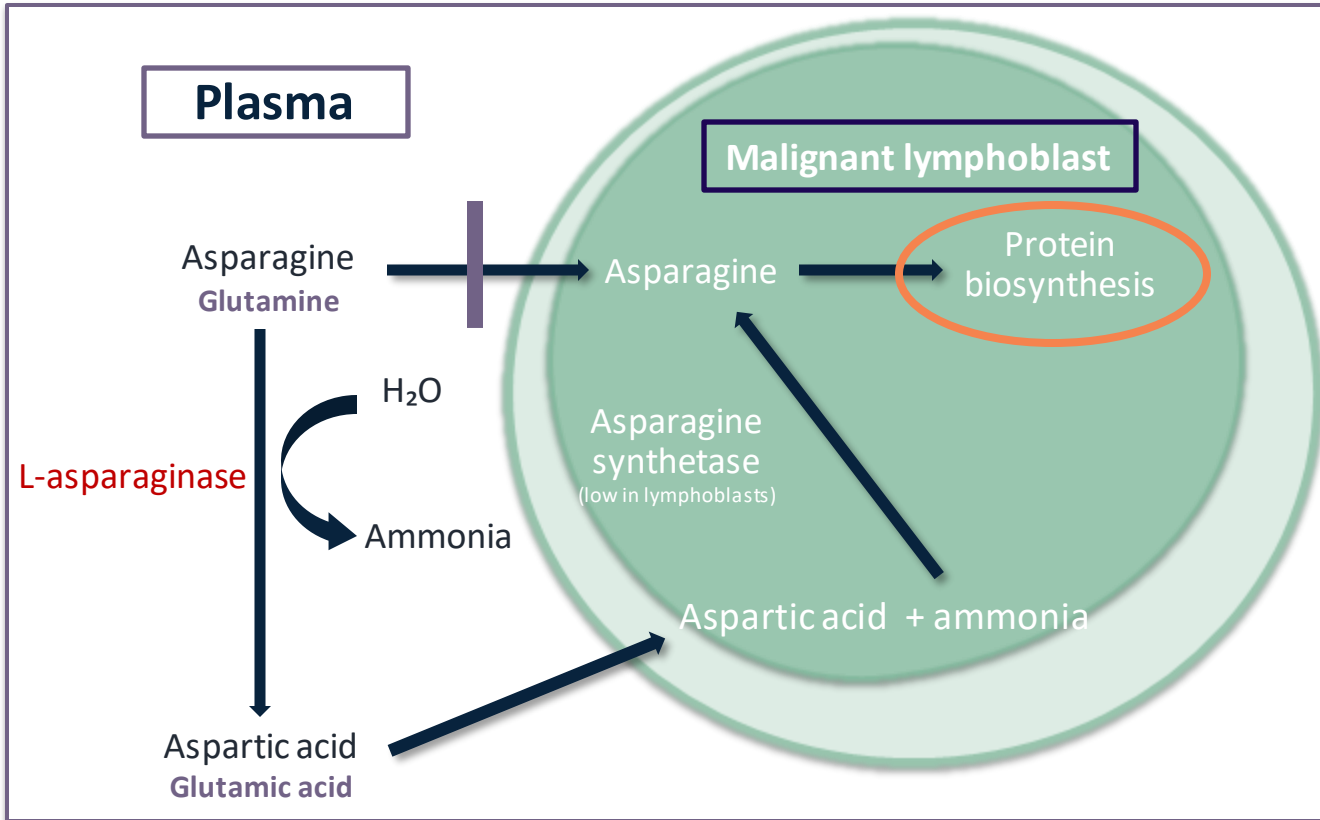 Plasma
Malignant lymphoblast
Asparagine
Glutamine
Asparagine
Protein
biosynthesis
H₂O
L-asparaginase
Ammonia
Asparagine
synthetase
(low in lymphoblasts)
Aspartic acid + ammonia
Aspartic acid
Glutamic acid